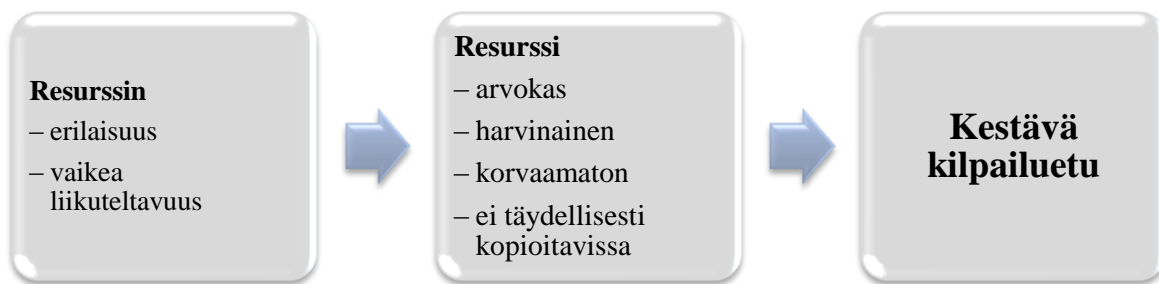 Resurssin
– erilaisuus
– vaikea
liikuteltavuus
Resurssi
– arvokas
– harvinainen
– korvaamaton
– ei täydellisesti
kopioitavissa
Kestävä
kilpailuetu